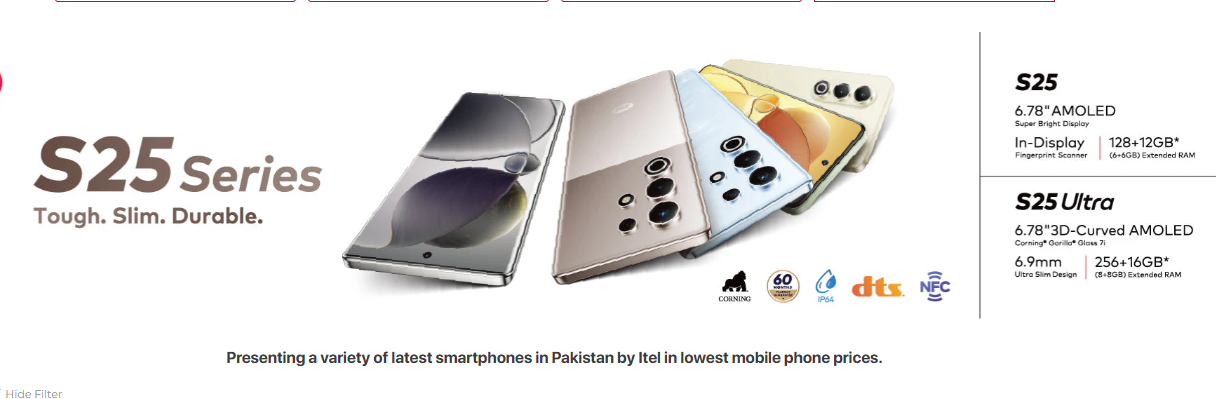 S25 Series
Tough. Slim. Durable.
CORNING
60
MONTHS
IP64
dts
NFC
S25
6.78" AMOLED
Super Bright Display
In-Display
Fingerprint Scanner
128+12GB*
(6+6GB) Extended RAM
S25 Ultra
6.78"3D-Curved AMOLED
Corning® Gorilla® Glass 7i
6.9mm
Ultra Slim Design
256+16GB*
(8+8GB) Extended RAM
Presenting a variety of latest smartphones in Pakistan by Itel in lowest mobile phone prices.
Hide Filter